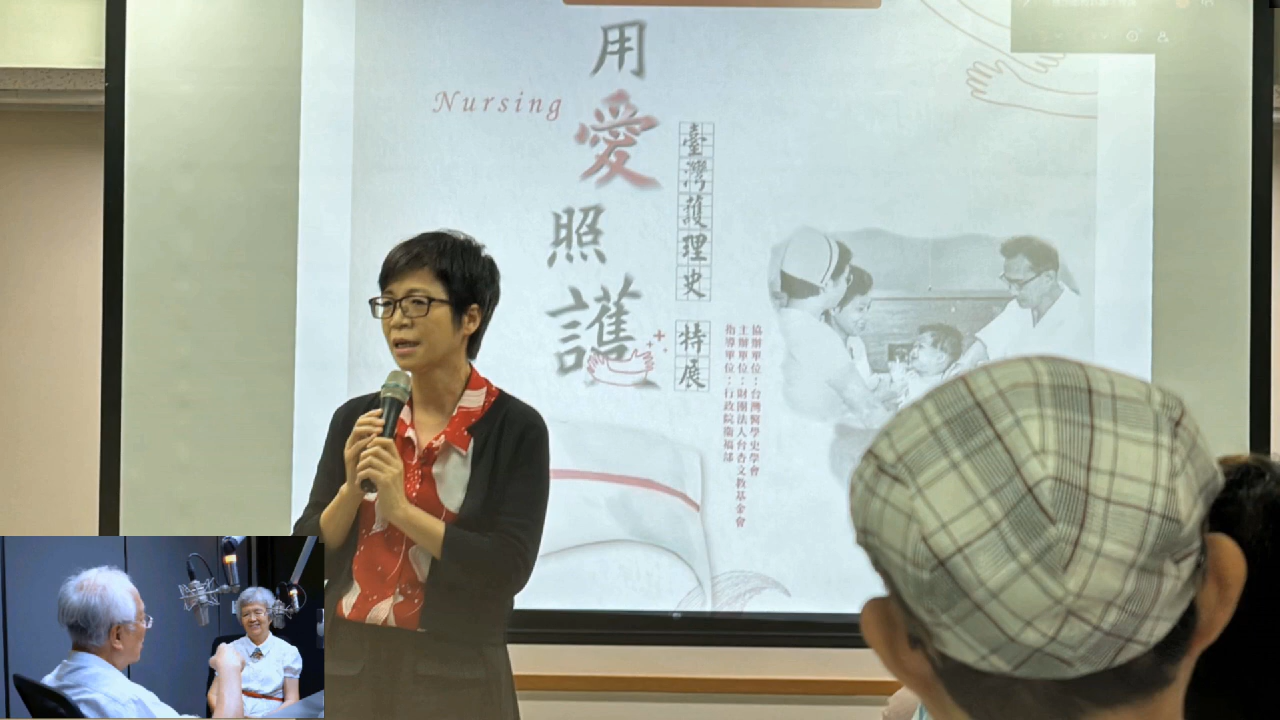 用愛照護
Nursing
臺灣護理史 特展
協辦單位：台灣醫學史學會
主辦單位：財團法人台杏文教基金會
指導單位：行政院衛福部